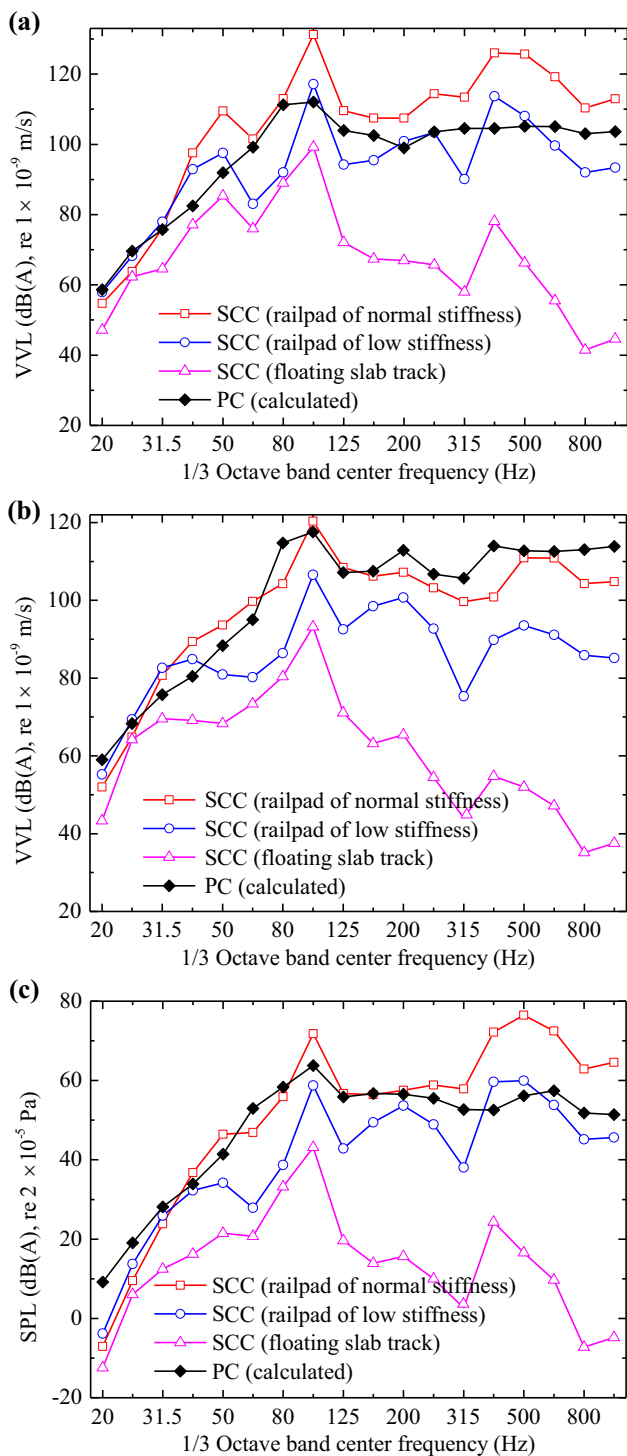 (a)
120
100
80
60
40
20
VVL (dB(A), re 1 × 10⁻⁹ m/s)
SCC (railpad of normal stiffness)
SCC (railpad of low stiffness)
SCC (floating slab track)
PC (calculated)
20 31.5 50 80 125 200 315 500 800
1/3 Octave band center frequency (Hz)
(b)
120
100
80
60
40
20
VVL (dB(A), re 1 × 10⁻⁹ m/s)
SCC (railpad of normal stiffness)
SCC (railpad of low stiffness)
SCC (floating slab track)
PC (calculated)
20 31.5 50 80 125 200 315 500 800
1/3 Octave band center frequency (Hz)
(c)
80
60
40
20
0
-20
SPL (dB(A), re 2 × 10⁻⁵ Pa)
SCC (railpad of normal stiffness)
SCC (railpad of low stiffness)
SCC (floating slab track)
PC (calculated)
20 31.5 50 80 125 200 315 500 800
1/3 Octave band center frequency (Hz)